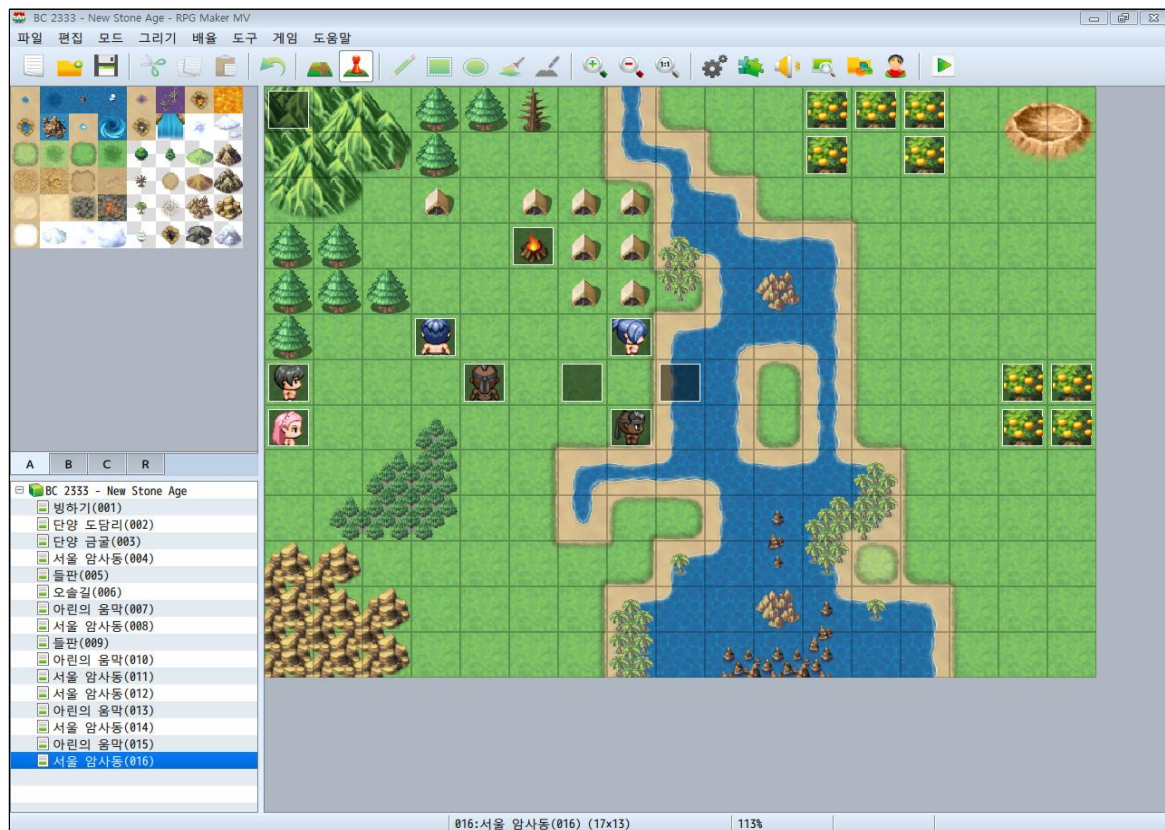 BC 2333 - New Stone Age - RPG Maker MV
파일 편집 모드 그리기 배율 도구 게임 도움말
1:1
A B C R
BC 2333 - New Stone Age
빙하기(001)
단양 도담리(002)
단양 금굴(003)
서울 암사동(004)
들판(005)
오솔길(006)
아린의 움막(007)
서울 암사동(008)
들판(009)
아린의 움막(010)
서울 암사동(011)
서울 암사동(012)
아린의 움막(013)
서울 암사동(014)
아린의 움막(015)
서울 암사동(016)
016:서울 암사동(016) (17x13) 113%